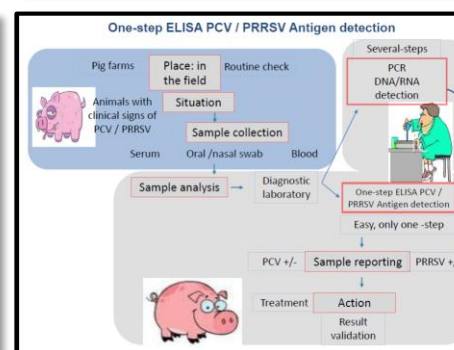 One-step ELISA PCV / PRRSV Antigen detection
Pig farms
Place: in
the field
Routine check
Animals with
clinical signs of
PCV / PRRSV
Situation
Sample collection
Serum
Oral /nasal swab
Blood
Sample analysis
Diagnostic
laboratory
Several-steps
PCR
DNA/RNA
detection
One-step ELISA PCV /
PRRSV Antigen detection
Easy, only one -step
PCV +/-
Sample reporting
PRRSV +/
Treatment
Action
Result
validation